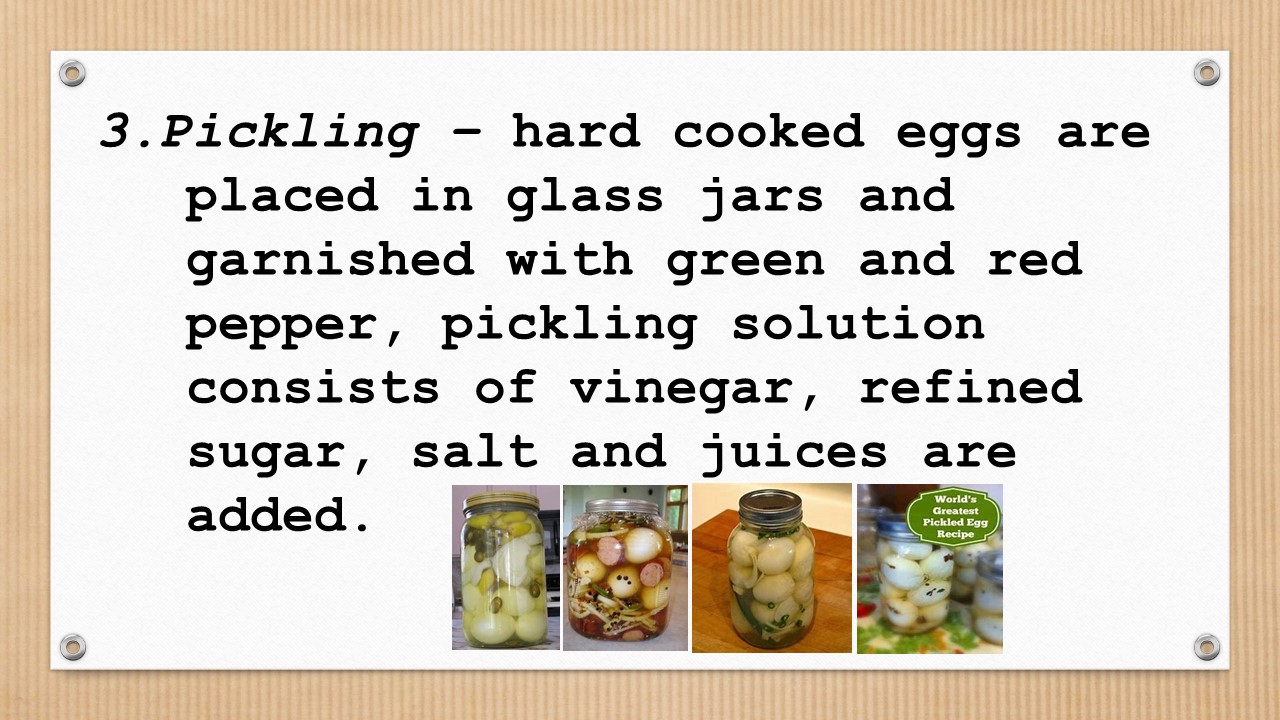 3.Pickling – hard cooked eggs are
placed in glass jars and
garnished with green and red
pepper, pickling solution
consists of vinegar, refined
sugar, salt and juices are
added.
World's
Greatest
Pickled Egg
Recipe